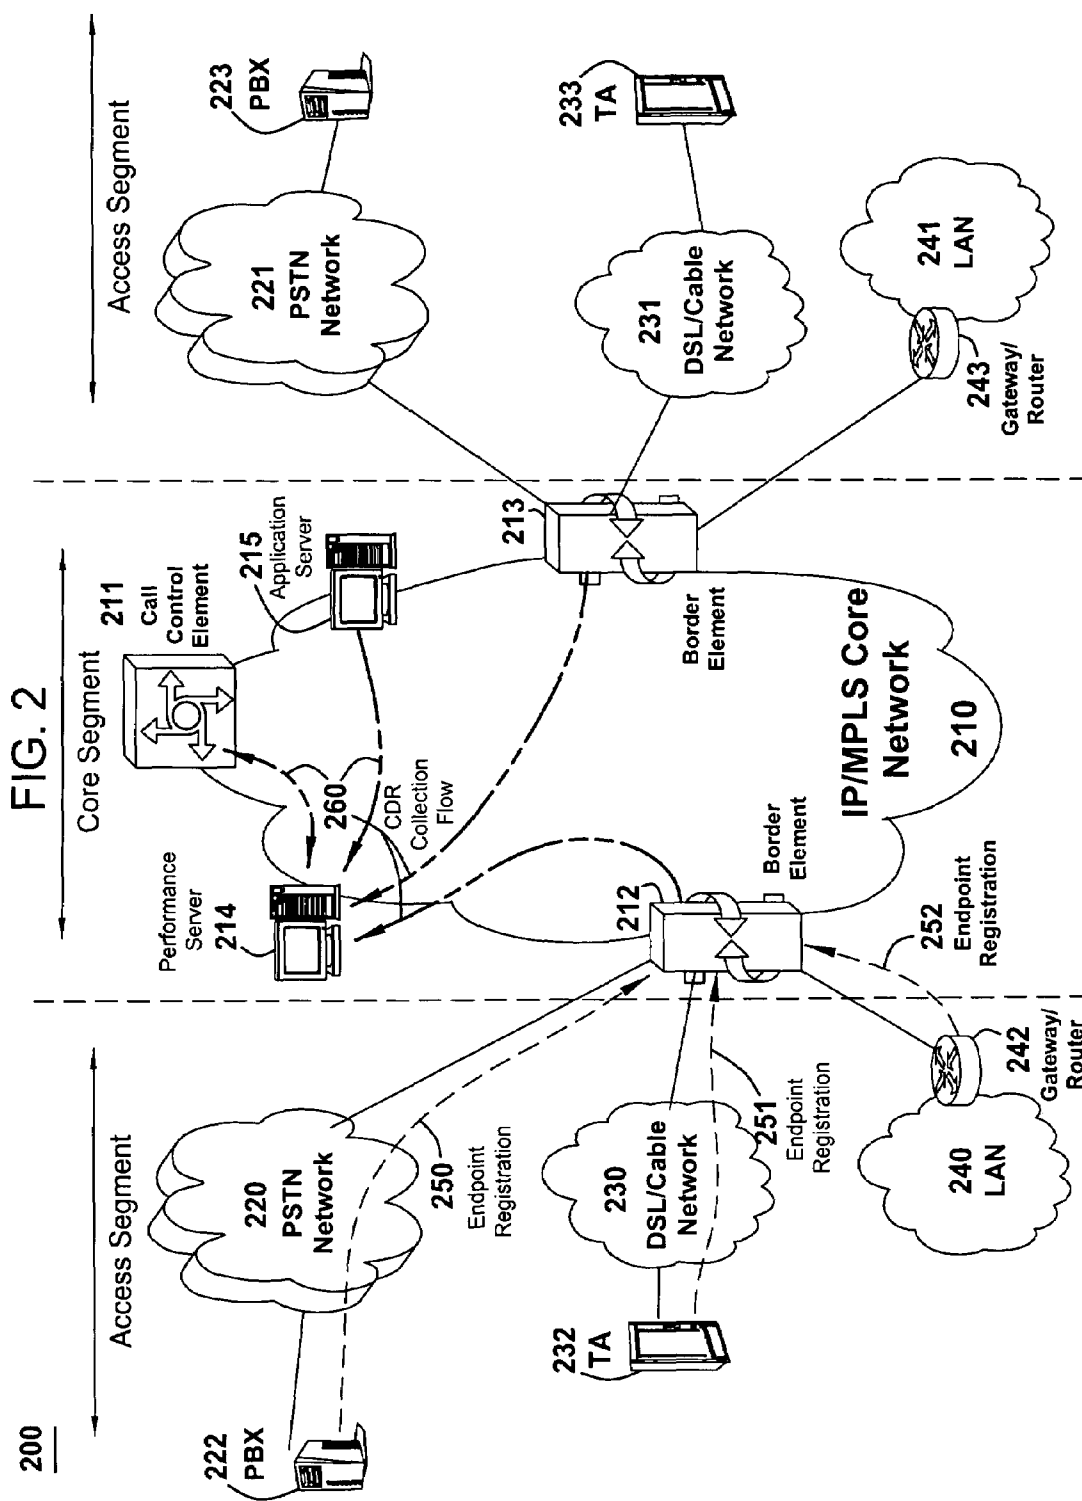 200
FIG. 2
Access Segment
Core Segment
Access Segment
222
PBX
220
PSTN
Network
250
Endpoint
Registration
232
TA
230
DSL/Cable
Network
251
Endpoint
Registration
240
LAN
242
Gateway/
Router
252
Endpoint
Registration
Performance
Server
214
211
Call
Control
Element
215
Application
Server
260
CDR
Collection
Flow
212
Border
Element
213
Border
Element
IP/MPLS Core
Network
210
221
PSTN
Network
223
PBX
231
DSL/Cable
Network
233
TA
241
LAN
243
Gateway/
Router